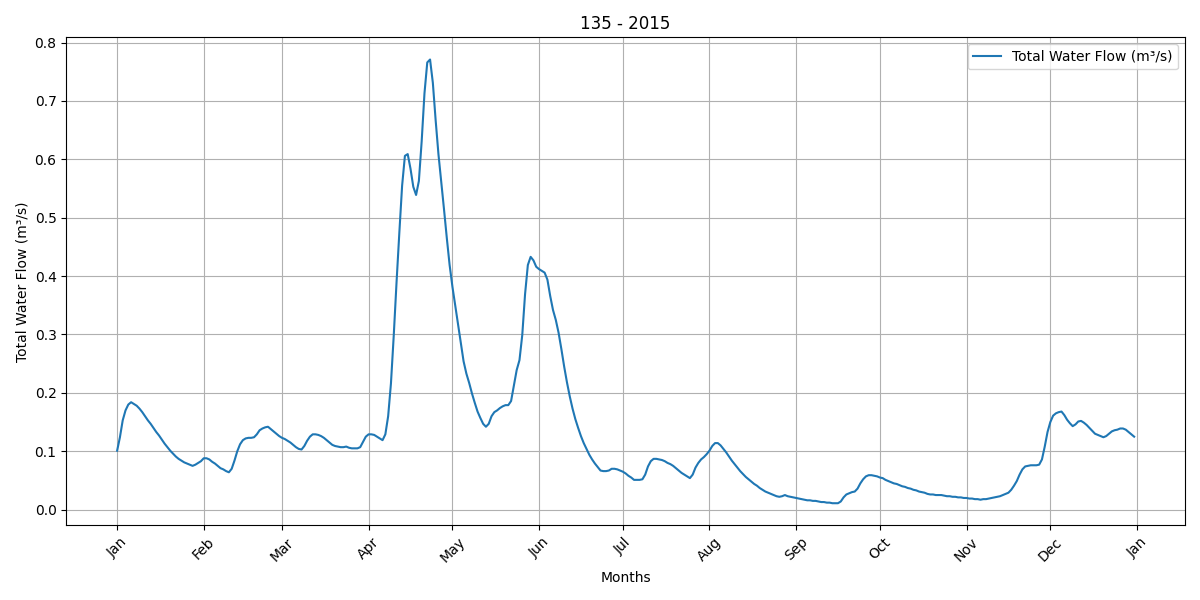 135 - 2015
Total Water Flow (m³/s)
Total Water Flow (m³/s)
0.8
0.7
0.6
0.5
0.4
0.3
0.2
0.1
0.0
Jan Feb Mar Apr May Jun Jul Aug Sep Oct Nov Dec Jan
Months